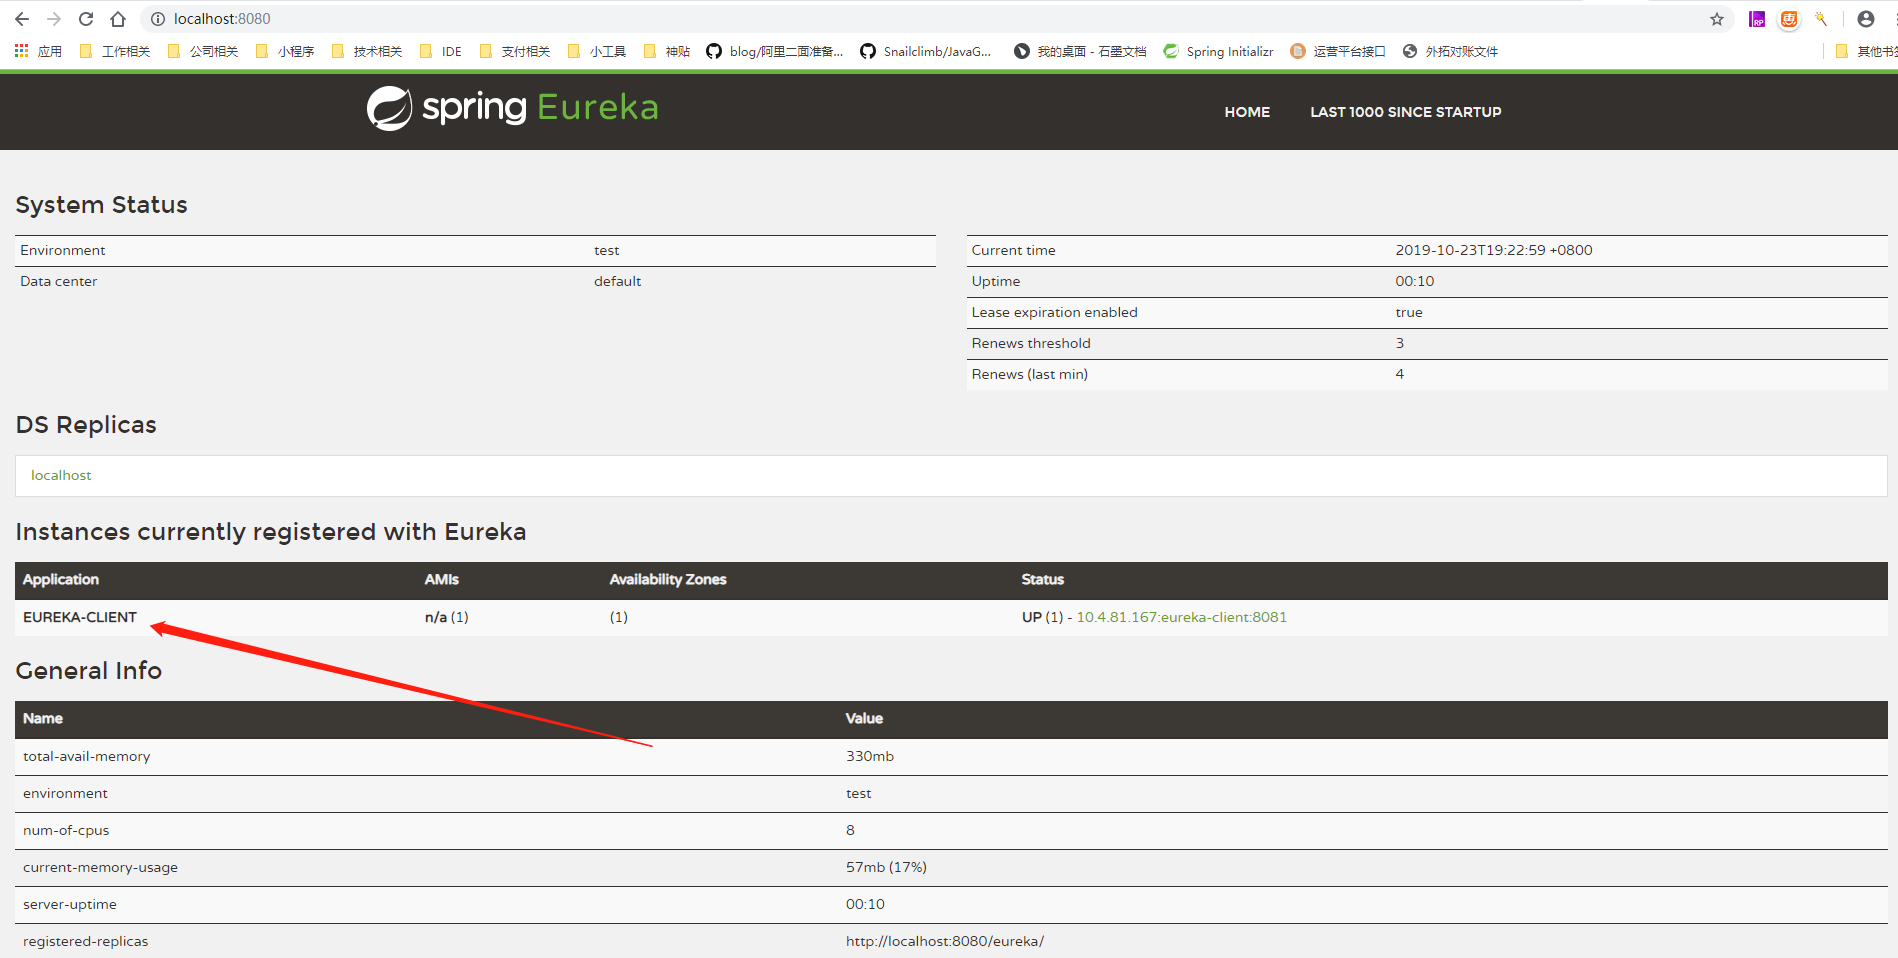 localhost:8080
应用 工作相关 公司相关 小程序 技术相关 IDE 支付相关 小工具 神贴 blog/阿里二面准备... Snailclimb/JavaG... 我的桌面 - 石墨文档 Spring Initializr 运营平台接口 外拓对账文件 其他书签
spring Eureka HOME LAST 1000 SINCE STARTUP
System Status
Environment test Current time 2019-10-23T19:22:59 +0800
Data center default Uptime 00:10
Lease expiration enabled true
Renews threshold 3
Renews (last min) 4
DS Replicas
localhost
Instances currently registered with Eureka
Application AMIs Availability Zones Status
EUREKA-CLIENT n/a (1) (1) UP (1) - 10.4.81.167:eureka-client:8081
General Info
Name Value
total-avail-memory 330mb
environment test
num-of-cpus 8
current-memory-usage 57mb (17%)
server-uptime 00:10
registered-replicas http://localhost:8080/eureka/